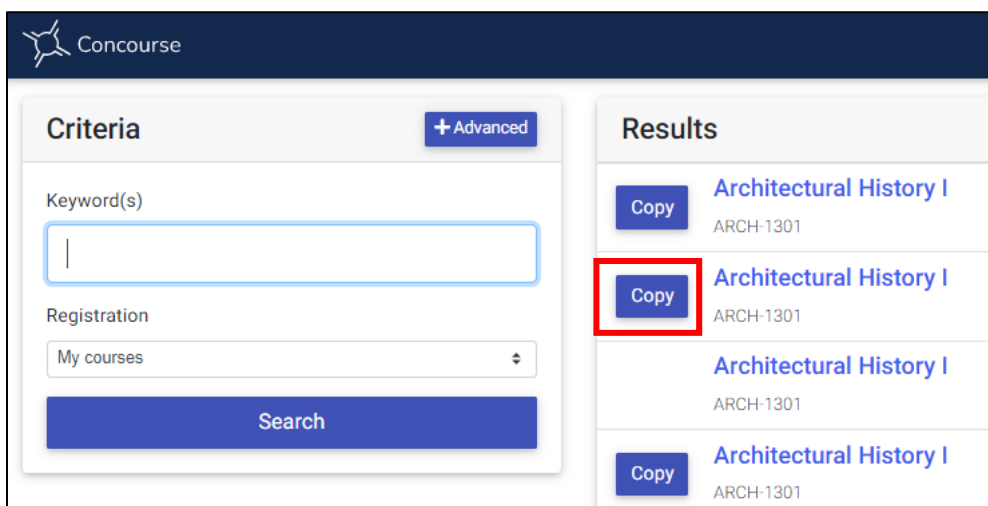 Concourse
Criteria
+ Advanced
Keyword(s)
Registration
My courses
Search
Results
Copy
Architectural History I
ARCH-1301
Copy
Architectural History I
ARCH-1301
Architectural History I
ARCH-1301
Copy
Architectural History I
ARCH-1301